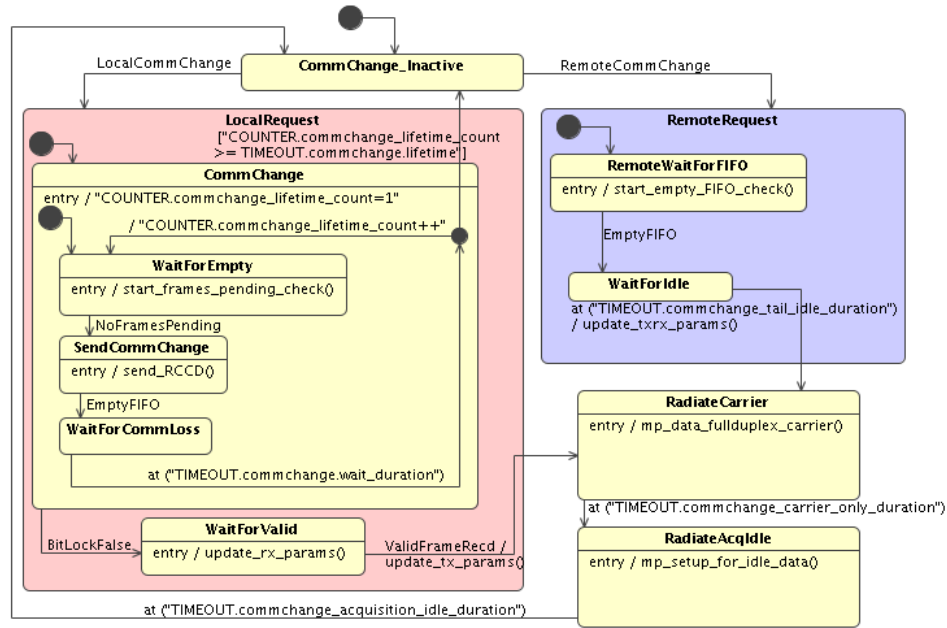 CommChange_Inactive
LocalCommChange
RemoteCommChange
LocalRequest
["COUNTER.commchange_lifetime_count
>= TIMEOUT.commchange.lifetime"]
CommChange
entry / "COUNTER.commchange_lifetime_count=1"
/ "COUNTER.commchange_lifetime_count++"
WaitForEmpty
entry / start_frames_pending_check()
NoFramesPending
SendCommChange
entry / send_RCCD()
EmptyFIFO
WaitForCommLoss
at ("TIMEOUT.commchange.wait_duration")
BitLockFalse
WaitForValid
entry / update_rx_params()
ValidFrameRecd /
update_tx_params()
RemoteRequest
RemoteWaitForFIFO
entry / start_empty_FIFO_check()
EmptyFIFO
WaitForIdle
at ("TIMEOUT.commchange_tail_idle_duration")
/ update_txrx_params()
RadiateCarrier
entry / mp_data_fullduplex_carrier()
at ("TIMEOUT.commchange_carrier_only_duration")
RadiateAcqIdle
entry / mp_setup_for_idle_data()
at ("TIMEOUT.commchange_acquisition_idle_duration")